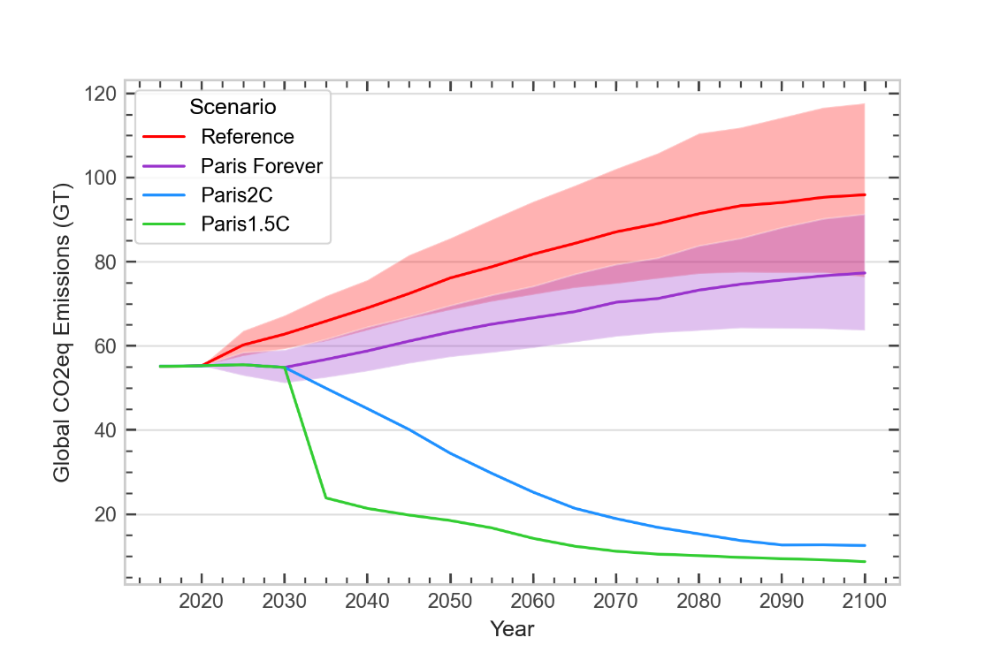 120
100
80
60
40
20
Global CO2eq Emissions (GT)
Scenario
Reference
Paris Forever
Paris2C
Paris1.5C
2020 2030 2040 2050 2060 2070 2080 2090 2100
Year